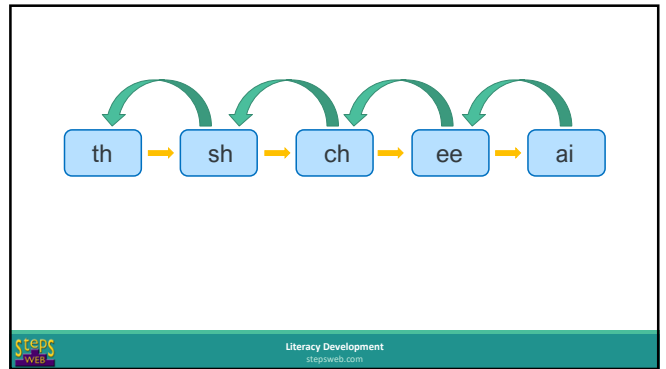 th sh ch ee ai
Steps
WEB
Literacy Development
stepsweb.com